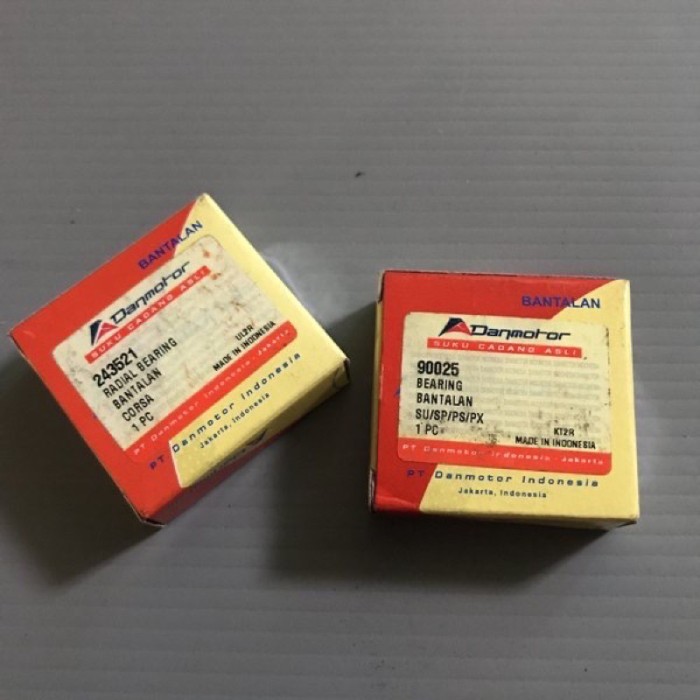 BANTALAN
Danmotor
SUKU CADANG ASLI
243521
RADIAL BEARING
BANTALAN
CORSA
1 PC
UL2R
MADE IN INDONESIA
PT Danmotor Indonesia, Jakarta
PT Danmotor Indonesia
Jakarta, Indonesia
BANTALAN
Danmotor
SUKU CADANG ASLI
90025
BEARING
BANTALAN
SU/SP/PS/PX
1 PC
KT2R
MADE IN INDONESIA
PT Danmotor Indonesia - Jakarta
PT Danmotor Indonesia
Jakarta, Indonesia